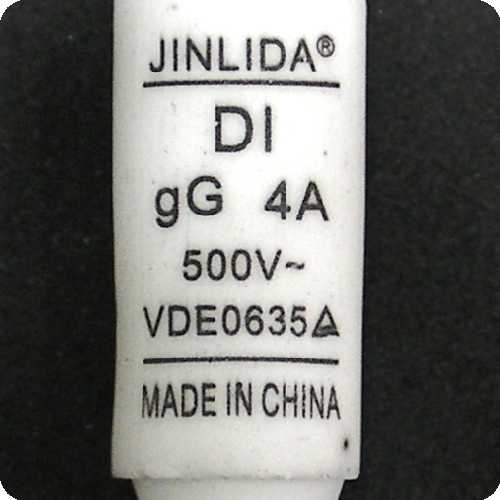 JINLIDA®
DI
gG 4A
500V~
VDE0635
MADE IN CHINA